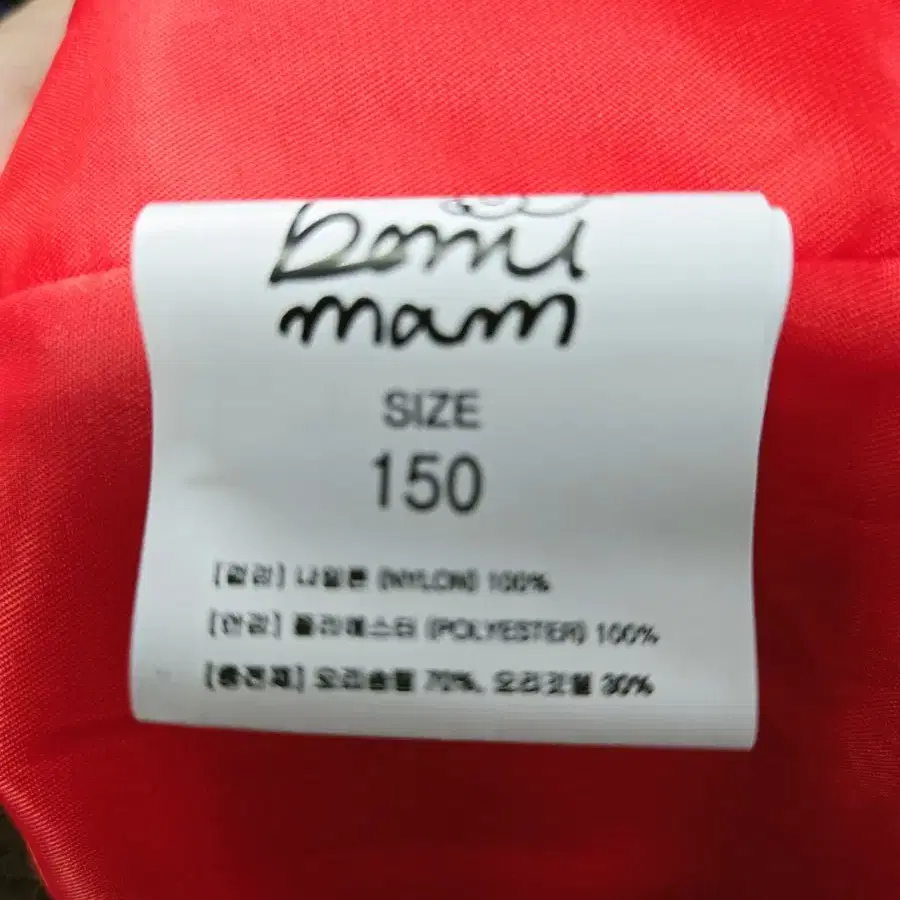 Bomi
mam
SIZE
150
[겉감] 나일론 (NYLON) 100%
[안감] 폴리에스터 (POLYESTER) 100%
[충전재] 오리솜털 70%, 오리깃털 30%